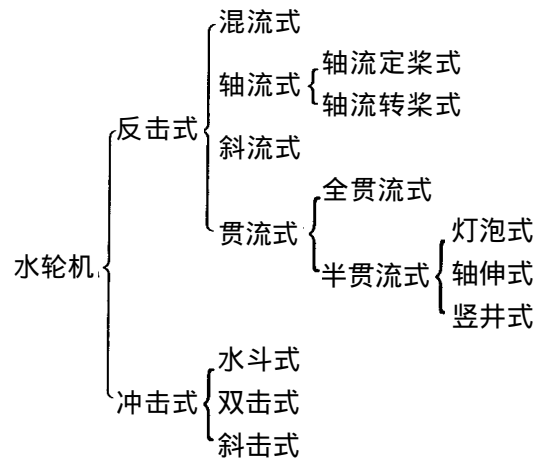 混流式
轴流式
轴流定桨式
轴流转桨式
反击式
斜流式
全贯流式
贯流式
灯泡式
水轮机
半贯流式
轴伸式
竖井式
水斗式
冲击式
双击式
斜击式